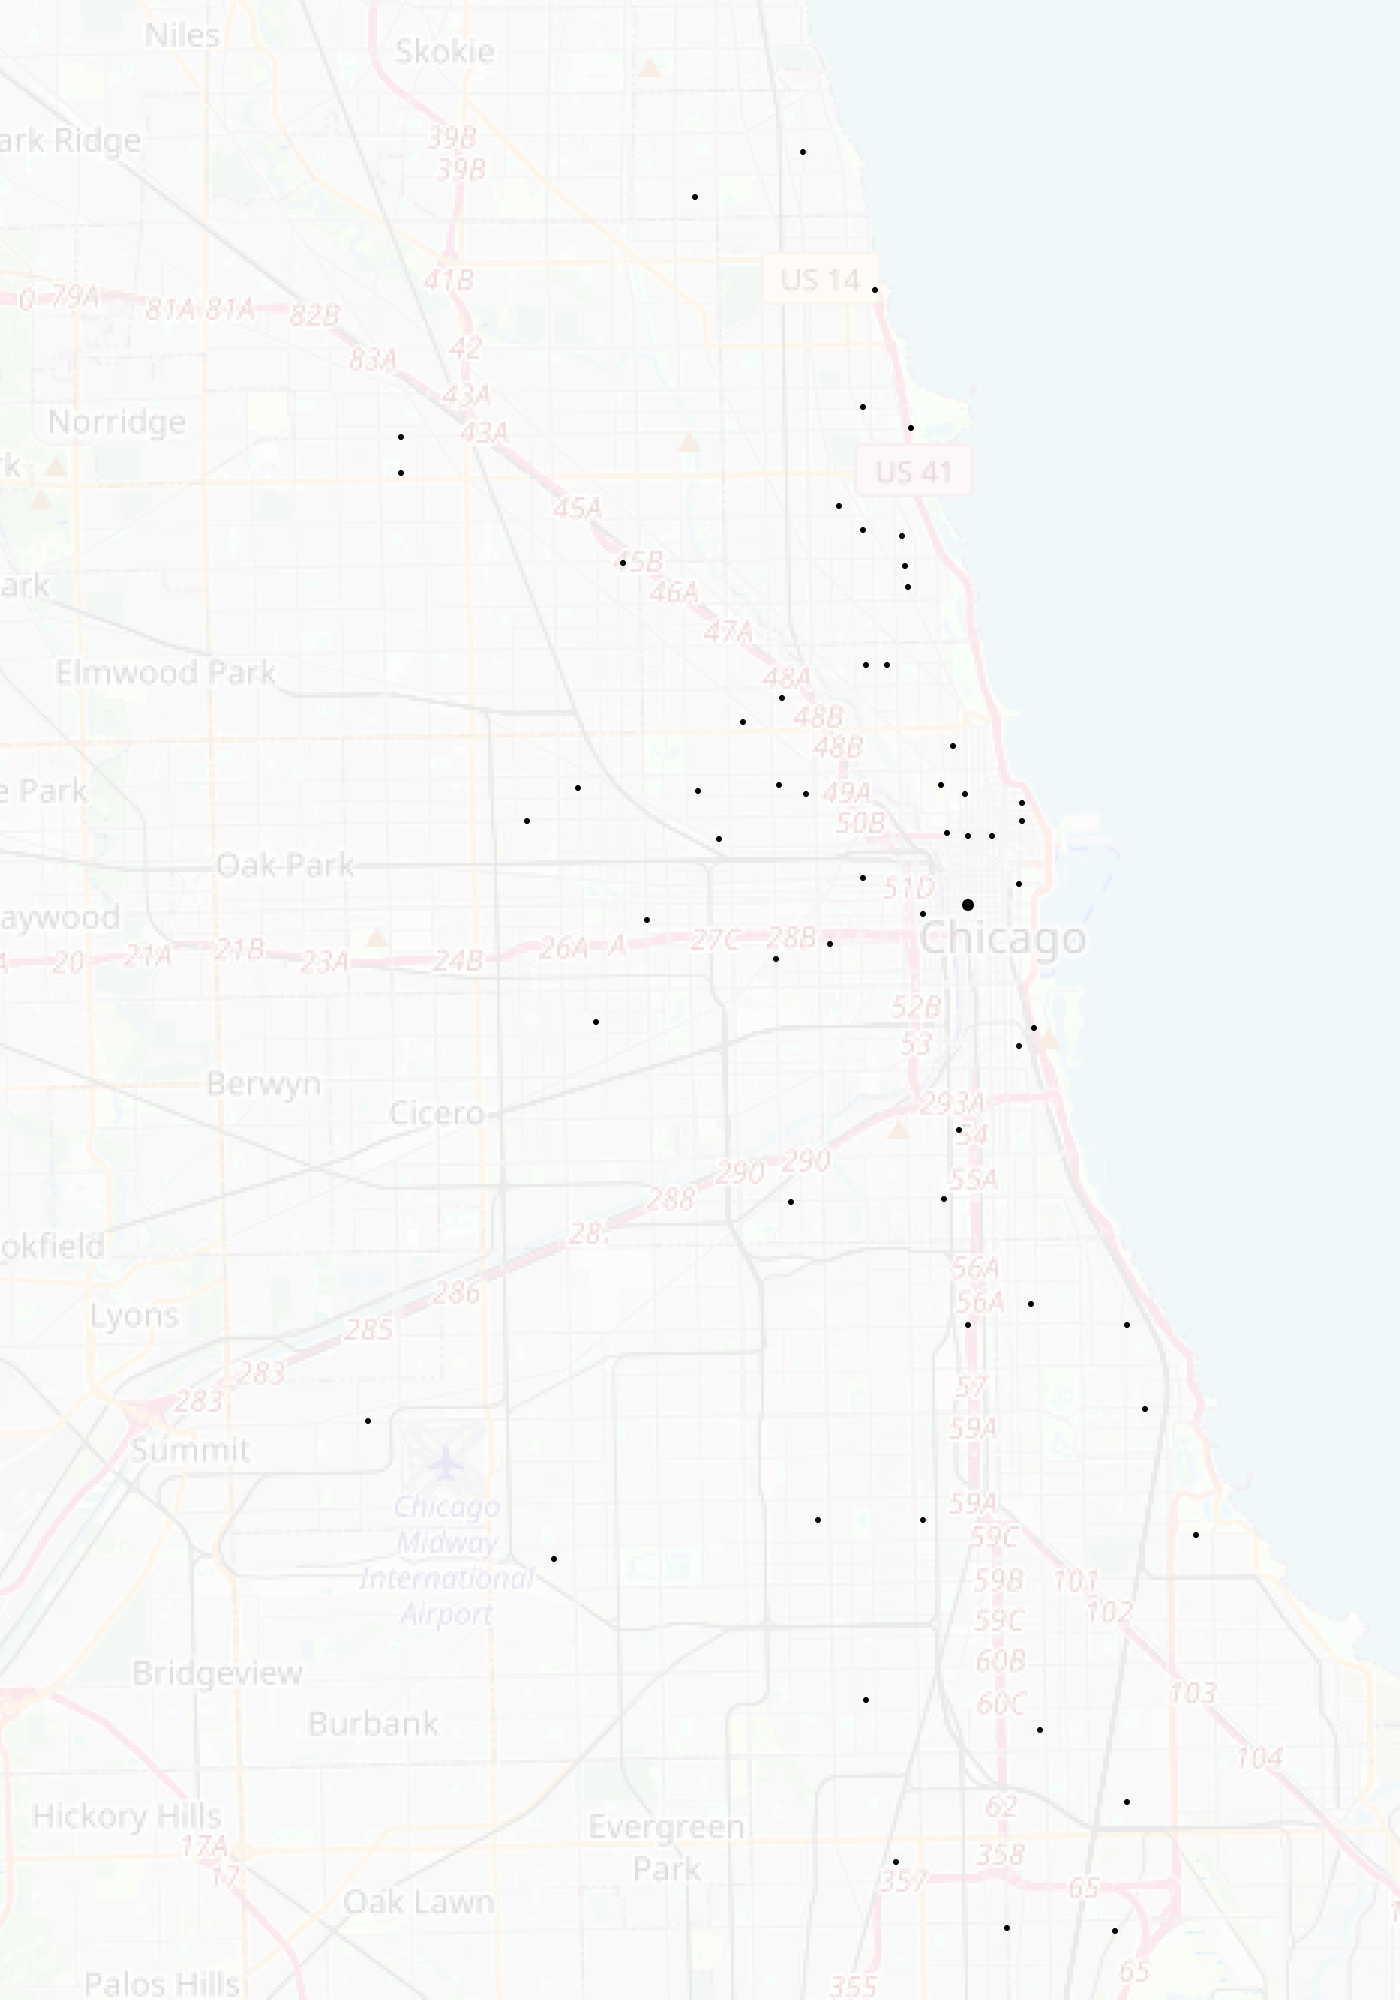 Niles
Skokie
39B
ark Ridge
39B
US 14
41B
0
79A
81A
81A
82B
42
83A
43A
Norridge
43A
k
US 41
45A
45B
ark
46A
47A
Elmwood Park
48A
48B
48B
e Park
49A
50B
Oak Park
51D
aywood
Chicago
A
20
21A
21B
23A
24B
26A
A
27C
28B
52B
53
Berwyn
Cicero
293A
54
290
290
55A
288
okfield
28
56A
286
56A
Lyons
285
283
57
283
59A
Summit
Chicago
Midway
International
Airport
59A
59C
59B
101
102
59C
60B
Bridgeview
103
60C
Burbank
104
62
Hickory Hills
Evergreen
Park
17A
17
358
357
65
Oak Lawn
65
Palos Hills
355